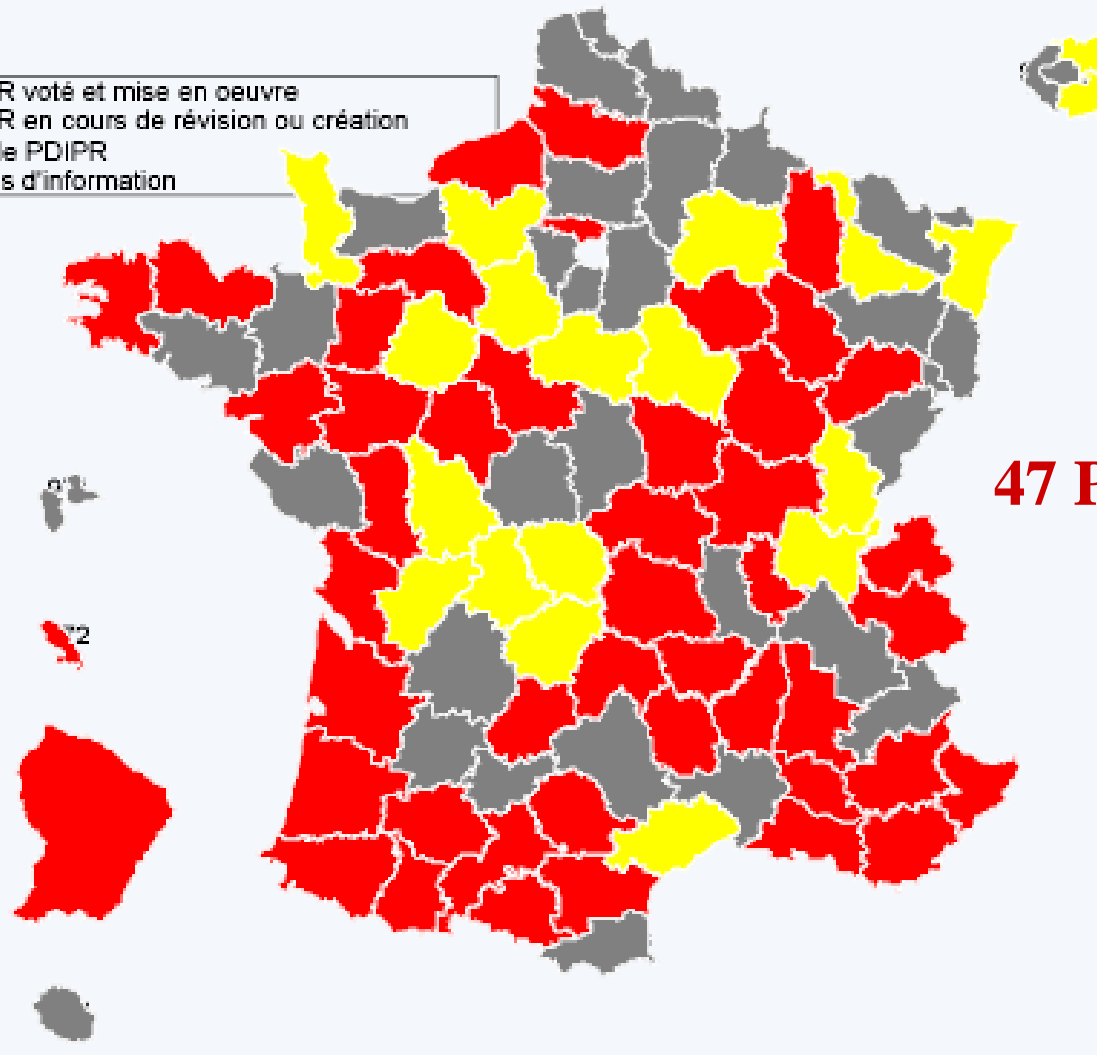 R voté et mise en oeuvre
R en cours de révision ou création
le PDIPR
s d'information
47 P